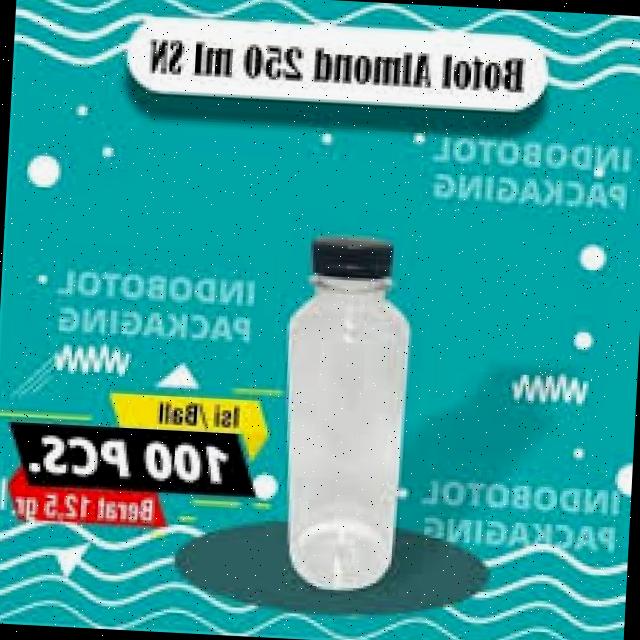 Botol Almond 250 ml SN
INDOBOTOL
PACKAGING
INDOBOTOL
PACKAGING
Isi / Ball
100 PCS.
Berat 12,5 gr
INDOBOTOL
PACKAGING